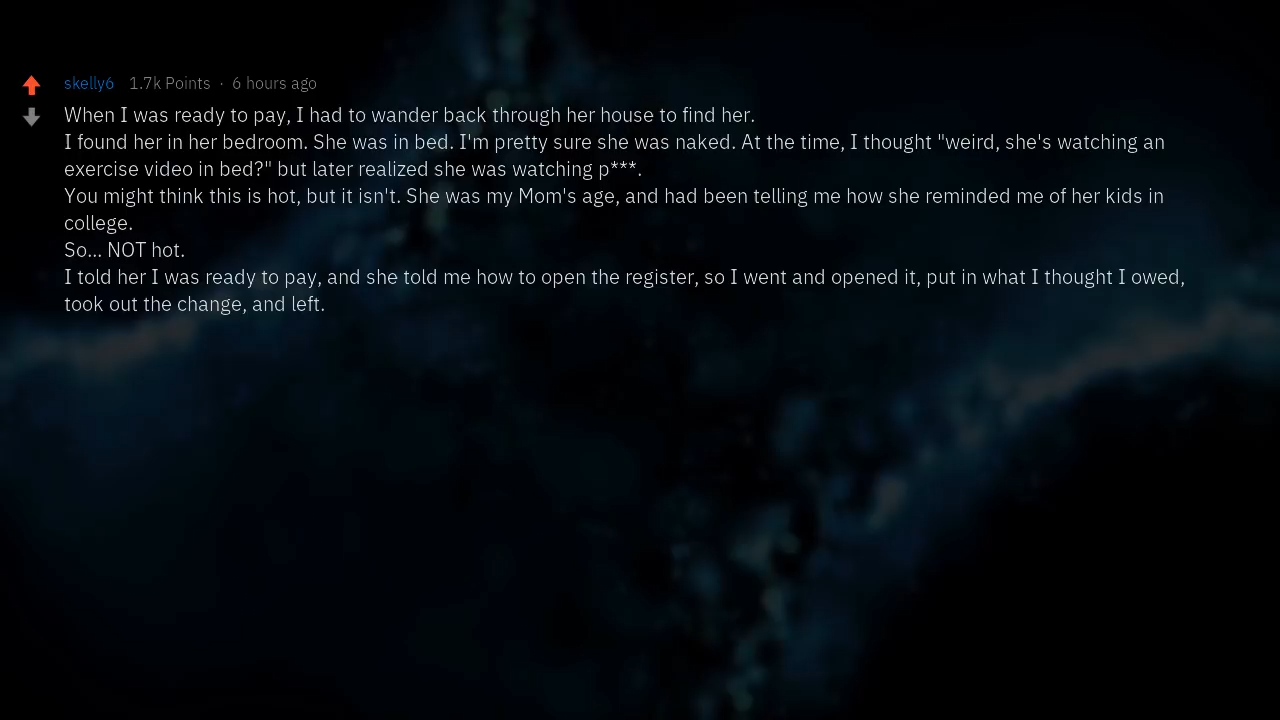 skelly6 1.7k Points · 6 hours ago
When I was ready to pay, I had to wander back through her house to find her.
I found her in her bedroom. She was in bed. I'm pretty sure she was naked. At the time, I thought "weird, she's watching an
exercise video in bed?" but later realized she was watching p***.
You might think this is hot, but it isn't. She was my Mom's age, and had been telling me how she reminded me of her kids in
college.
So... NOT hot.
I told her I was ready to pay, and she told me how to open the register, so I went and opened it, put in what I thought I owed,
took out the change, and left.